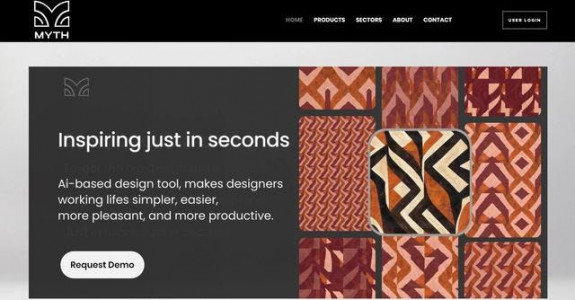 MYTH
HOME PRODUCTS SECTORS ABOUT CONTACT USER LOGIN
Inspiring just in seconds
Ai-based design tool, makes designers
working lifes simpler, easier,
more pleasant, and more productive.
Request Demo